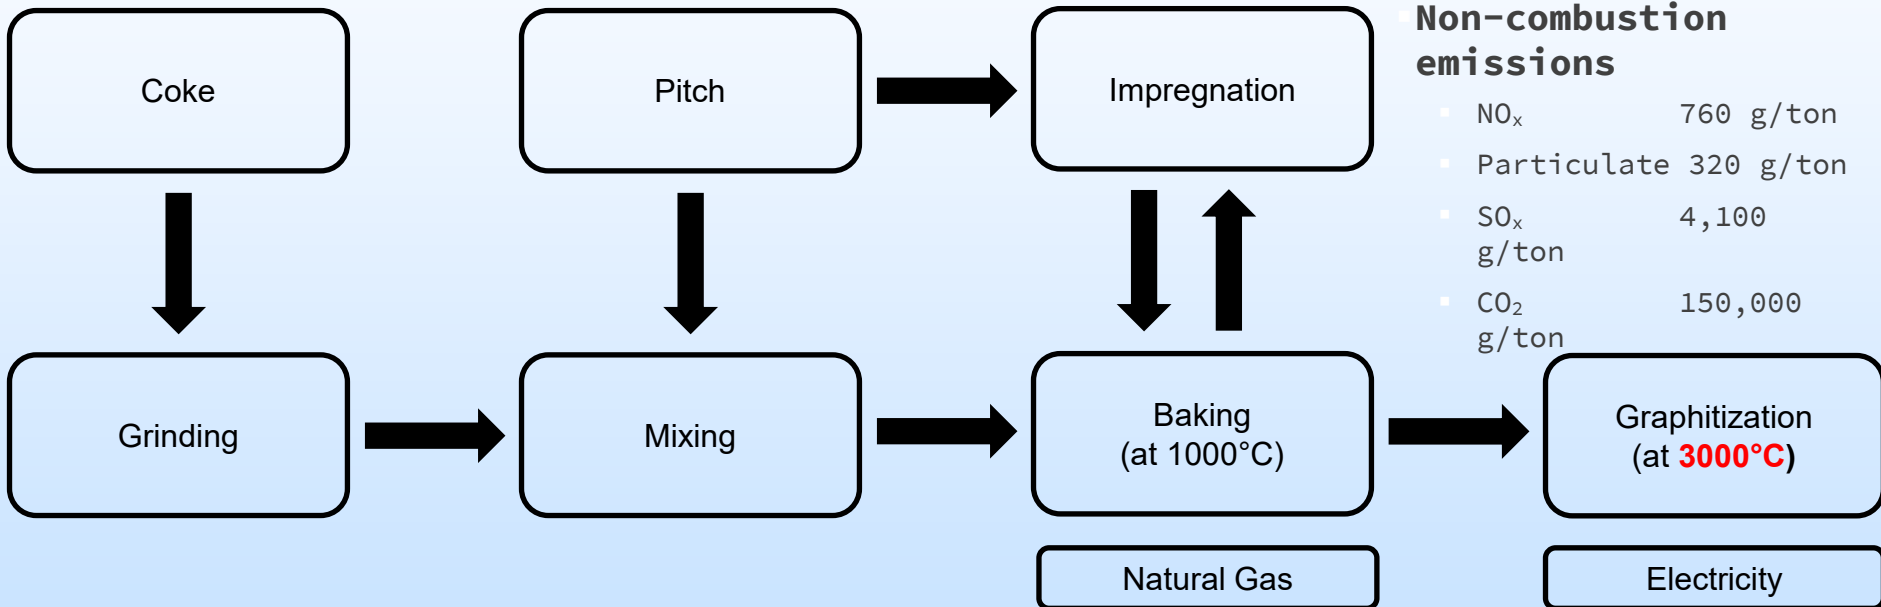 Coke
Pitch
Impregnation
Non-combustion
emissions
NOₓ 760 g/ton
Particulate 320 g/ton
SOₓ 4,100
g/ton
CO₂ 150,000
g/ton
Grinding
Mixing
Baking
(at 1000°C)
Graphitization
(at 3000°C)
Natural Gas
Electricity